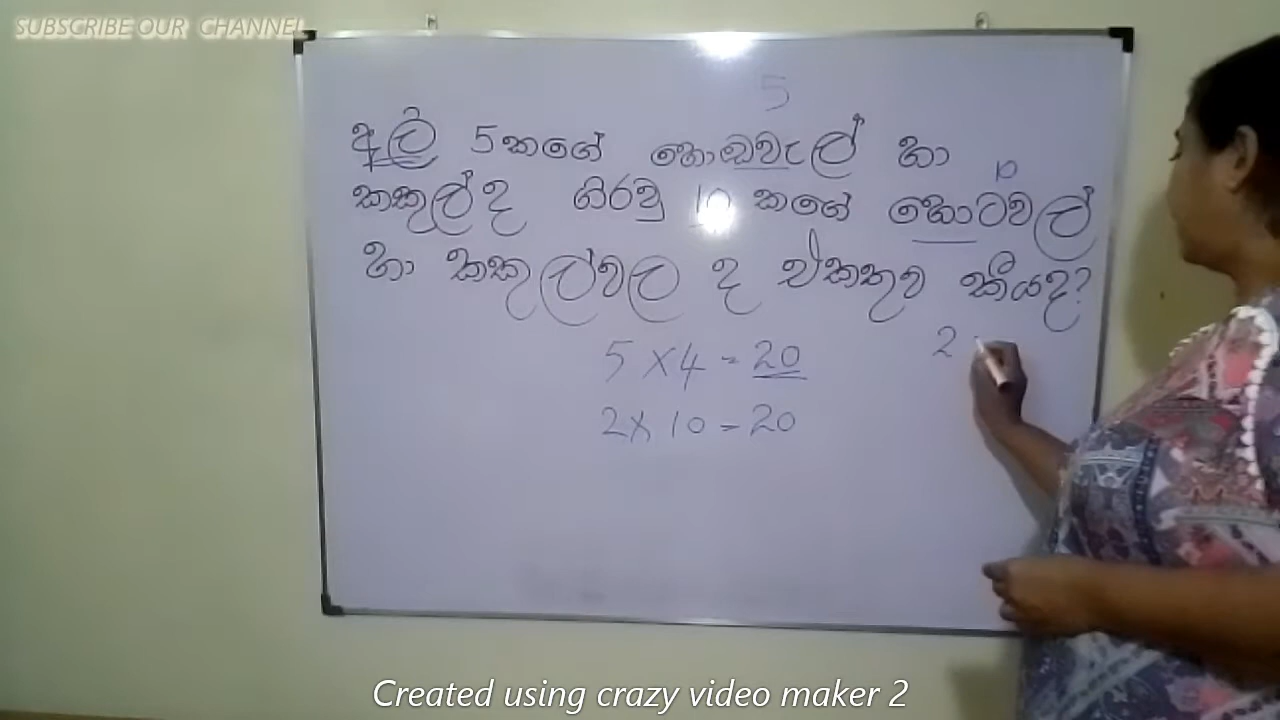 SUBSCRIBE OUR CHANNEL
5
අලි 5කගේ හොඬවැල් හා
10
කකුල්ද ගිරවු 10 කගේ හොටවල්
හා කකුල්වල ද එකතුව කීයද?
5 × 4 = 20
2
2 × 10 = 20
Created using crazy video maker 2